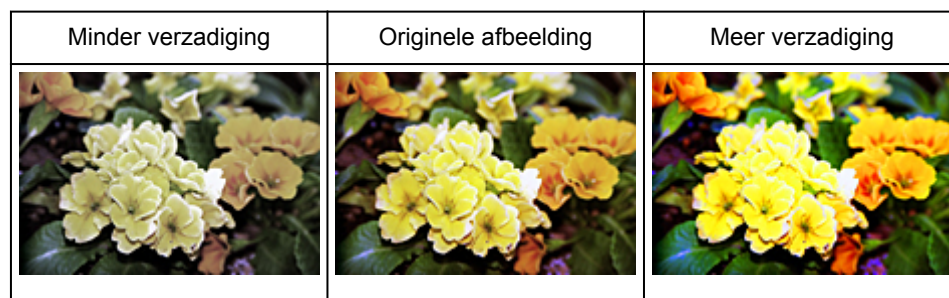 Minder verzadiging
Originele afbeelding
Meer verzadiging